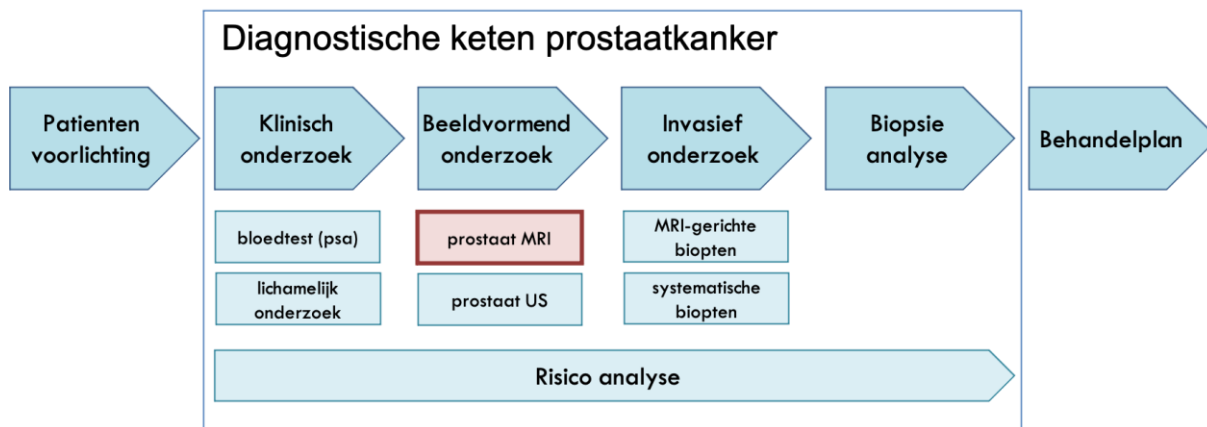 Diagnostische keten prostaatkanker
Patienten
voorlichting
Klinisch
onderzoek
Beeldvormend
onderzoek
Invasief
onderzoek
Biopsie
analyse
Behandelplan
bloedtest (psa)
prostaat MRI
MRI-gerichte
biopten
lichamelijk
onderzoek
prostaat US
systematische
biopten
Risico analyse